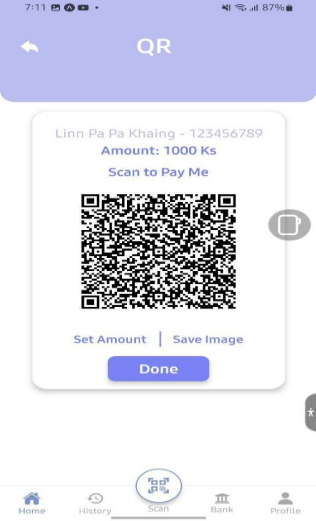 7:11
87%
QR
Linn Pa Pa Khaing - 123456789
Amount: 1000 Ks
Scan to Pay Me
Set Amount | Save Image
Done
Home History Scan Bank Profile